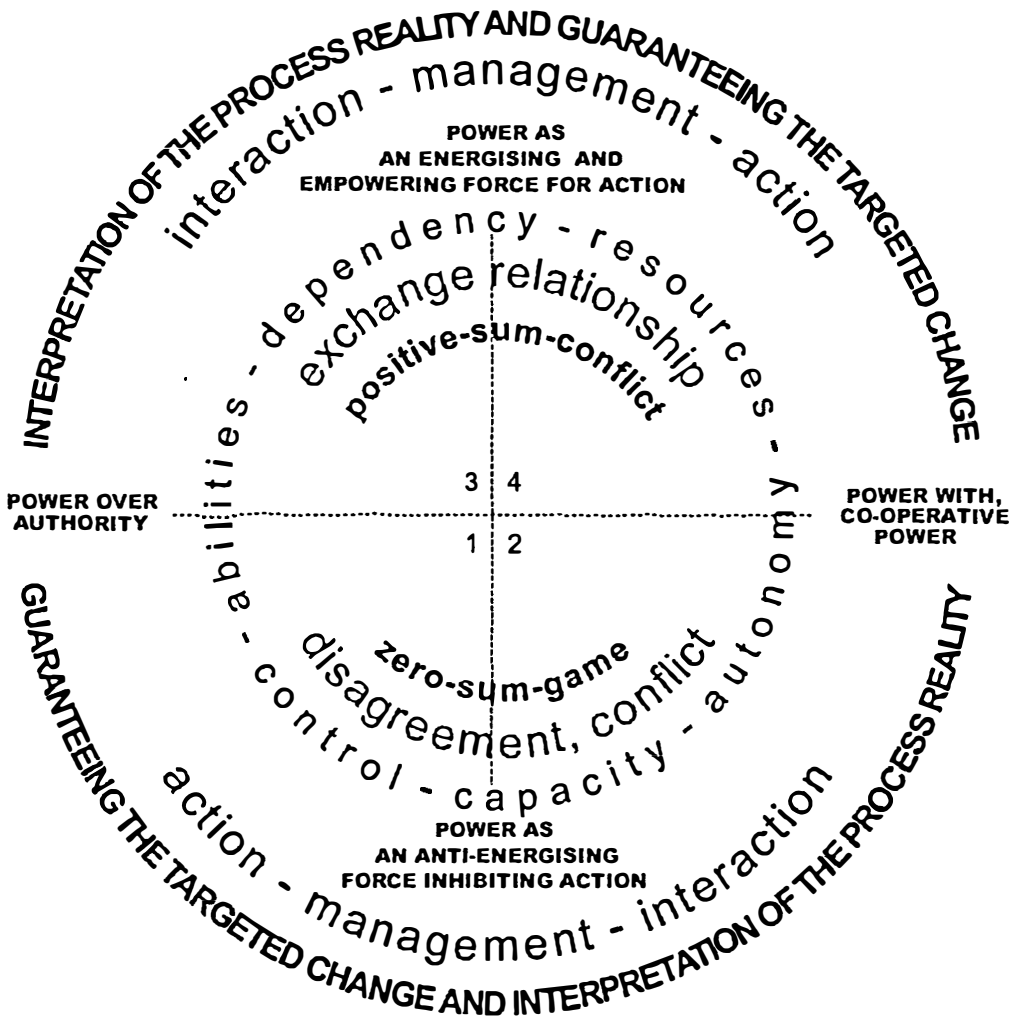 INTERPRETATION OF THE PROCESS REALITY AND GUARANTEEING THE TARGETED CHANGE
interaction - management - action
POWER AS
AN ENERGISING AND
EMPOWERING FORCE FOR ACTION
abilities - dependency - resources -
exchange relationship
positive-sum-conflict
3 4
POWER OVER
AUTHORITY
POWER WITH,
CO-OPERATIVE
POWER
1 2
zero-sum-game
disagreement, conflict
- control - capacity - autonomy
POWER AS
AN ANTI-ENERGISING
FORCE INHIBITING ACTION
action - management - interaction
GUARANTEEING THE TARGETED CHANGE AND INTERPRETATION OF THE PROCESS REALITY